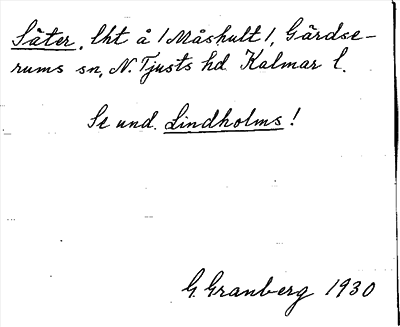 Säter, lht å /Måshult/, Gärdse-
rums sn, N. Tjusts hd Kalmar l.
Se und. Lindholms!
G. Granberg 1930